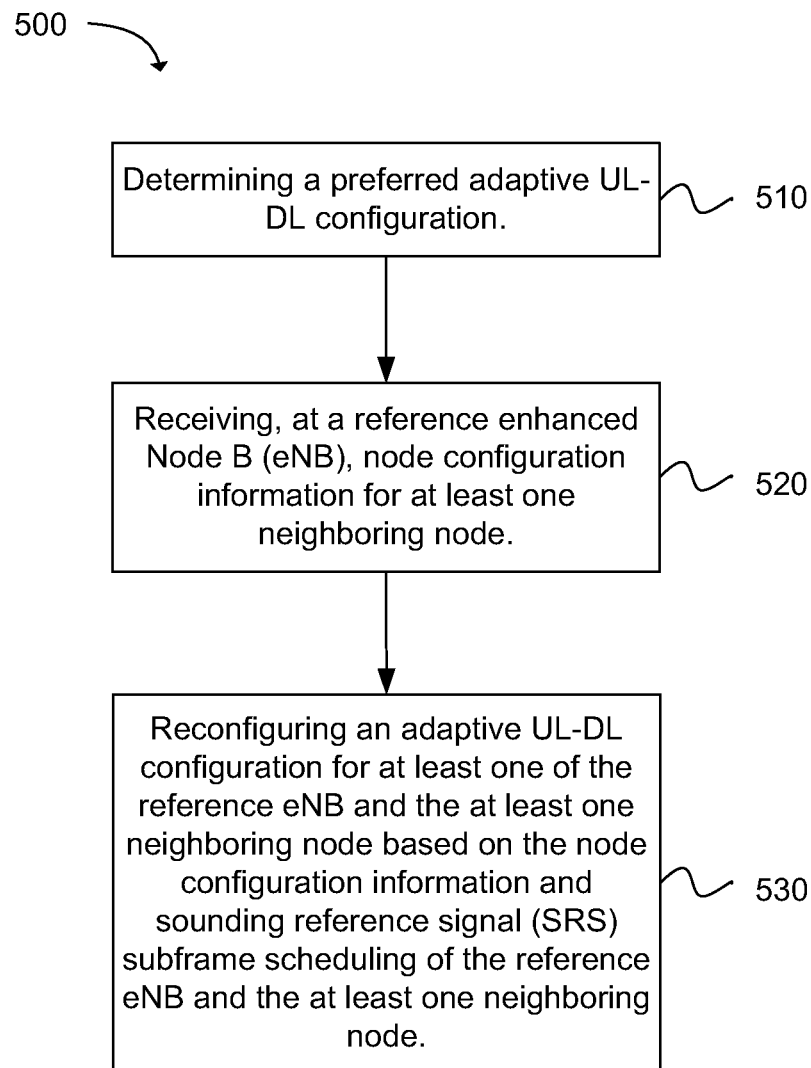 500
Determining a preferred adaptive UL-
DL configuration.
510
Receiving, at a reference enhanced
Node B (eNB), node configuration
information for at least one
neighboring node.
520
Reconfiguring an adaptive UL-DL
configuration for at least one of the
reference eNB and the at least one
neighboring node based on the node
configuration information and
sounding reference signal (SRS)
subframe scheduling of the reference
eNB and the at least one neighboring
node.
530